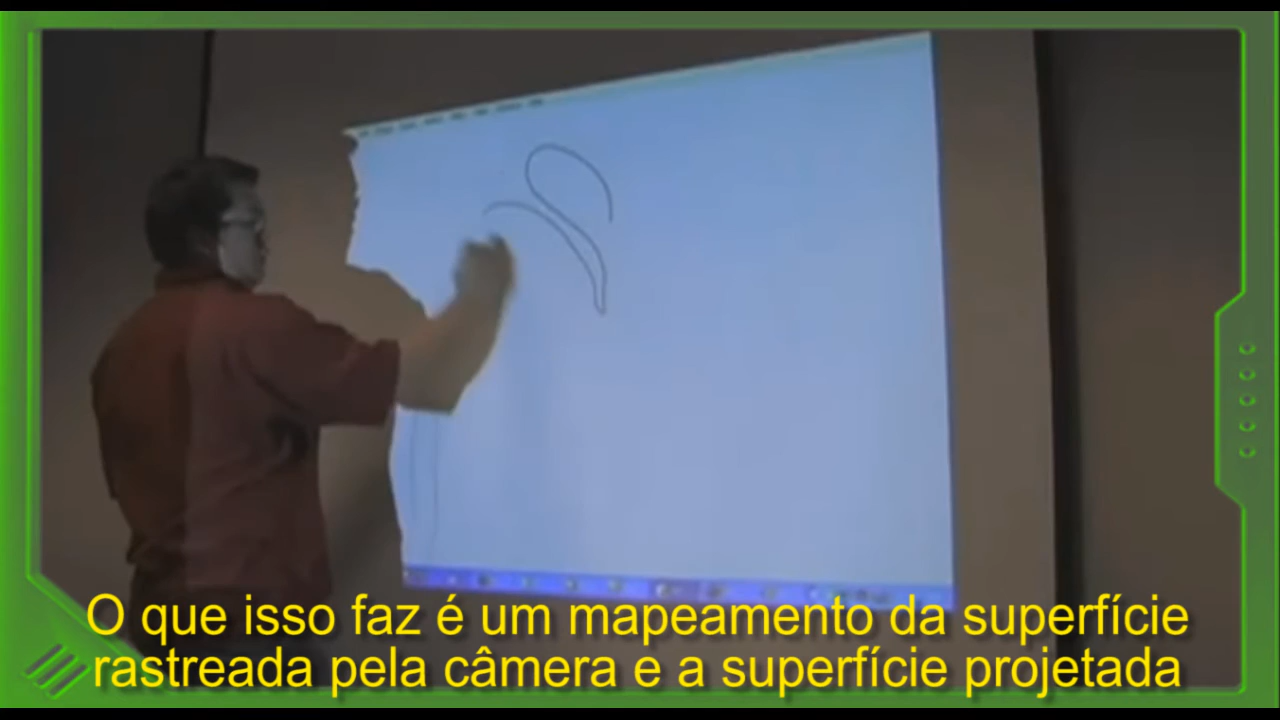 O que isso faz é um mapeamento da superfície
rastreada pela câmera e a superfície projetada